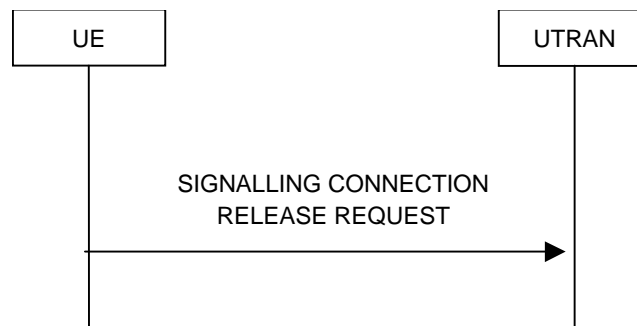 UE
UTRAN
SIGNALLING CONNECTION
RELEASE REQUEST